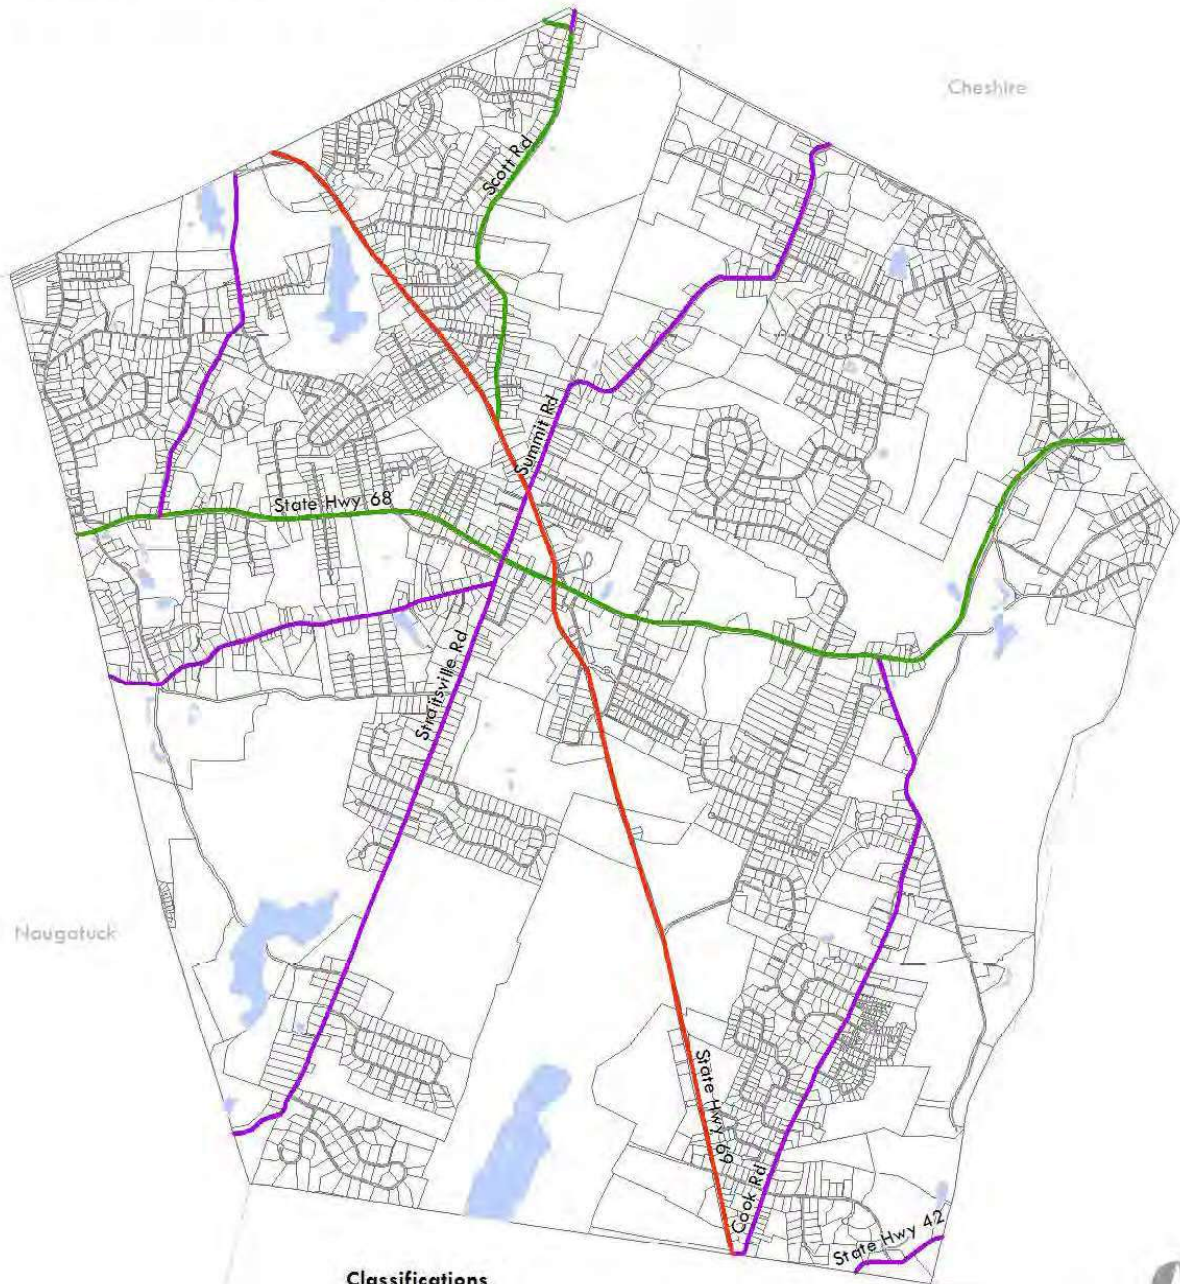 Cheshire
Scott Rd
Summit Rd
State Hwy 68
Straitsville Rd
Naugatuck
State Hwy 69
Cook Rd
State Hwy 42
Classifications